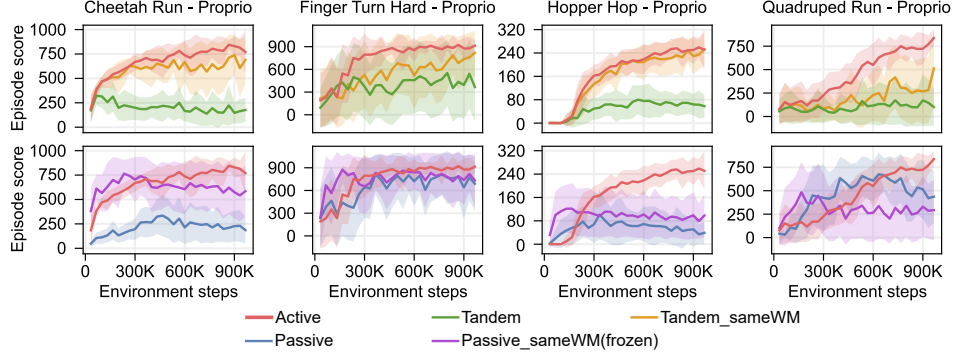 Cheetah Run - Proprio
Finger Turn Hard - Proprio
Hopper Hop - Proprio
Quadruped Run - Proprio
Episode score
1000
750
500
250
0
900
600
300
0
320
240
160
80
0
750
500
250
0
Episode score
1000
750
500
250
0
900
600
300
0
320
240
160
80
0
750
500
250
0
0 300K 600K 900K
0 300K 600K 900K
0 300K 600K 900K
0 300K 600K 900K
Environment steps
Environment steps
Environment steps
Environment steps
Active
Tandem
Tandem_sameWM
Passive
Passive_sameWM(frozen)